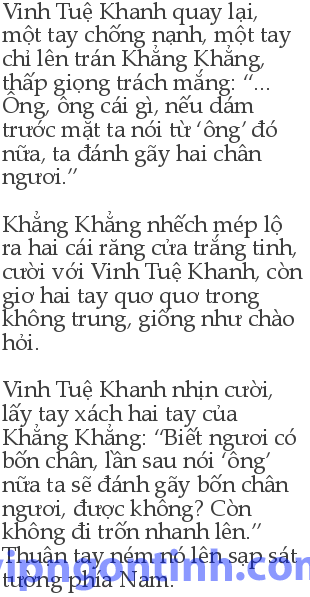 Vinh Tuệ Khanh quay lại,
một tay chống nạnh, một tay
chỉ lên trán Khẳng Khẳng,
thấp giọng trách mắng: “...
Ông, ông cái gì, nếu dám
trước mặt ta nói từ ‘ông’ đó
nữa, ta đánh gãy hai chân
ngươi.”
Khẳng Khẳng nhếch mép lộ
ra hai cái răng cửa trắng tinh,
cười với Vinh Tuệ Khanh, còn
giơ hai tay quơ quơ trong
không trung, giống như chào
hỏi.
Vinh Tuệ Khanh nhịn cười,
lấy tay xách hai tay của
Khẳng Khẳng: “Biết ngươi có
bốn chân, lần sau nói ‘ông’
nữa ta sẽ đánh gãy bốn chân
ngươi, được không? Còn
không đi trốn nhanh lên.”
Thuận tay ném nó lên sạp sát
tường phía Nam.
vipngontinh.com